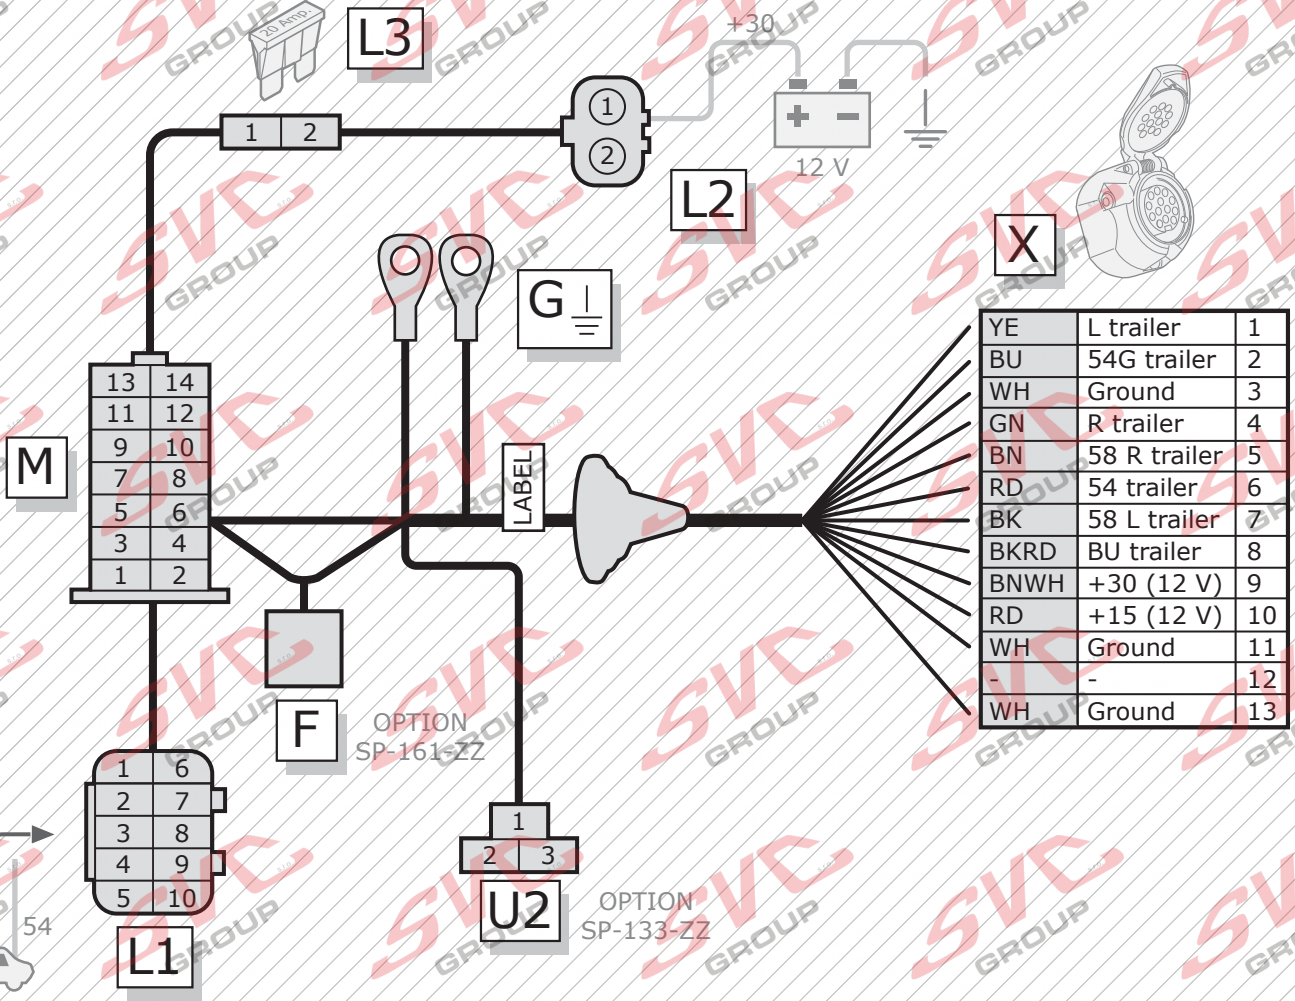 20 Amp.
L3
+30
1 2
1
2
+ -
12 V
L2
X
G
13 14
11 12
9 10
7 8
5 6
3 4
1 2
M
LABEL
YE L trailer 1
BU 54G trailer 2
WH Ground 3
GN R trailer 4
BN 58 R trailer 5
RD 54 trailer 6
BK 58 L trailer 7
BKRD BU trailer 8
BNWH +30 (12 V) 9
RD +15 (12 V) 10
WH Ground 11
- - 12
WH Ground 13
F
OPTION
SP-161-ZZ
1 6
2 7
3 8
4 9
5 10
L1
54
1
2 3
U2
OPTION
SP-133-ZZ
SVC
GROUP